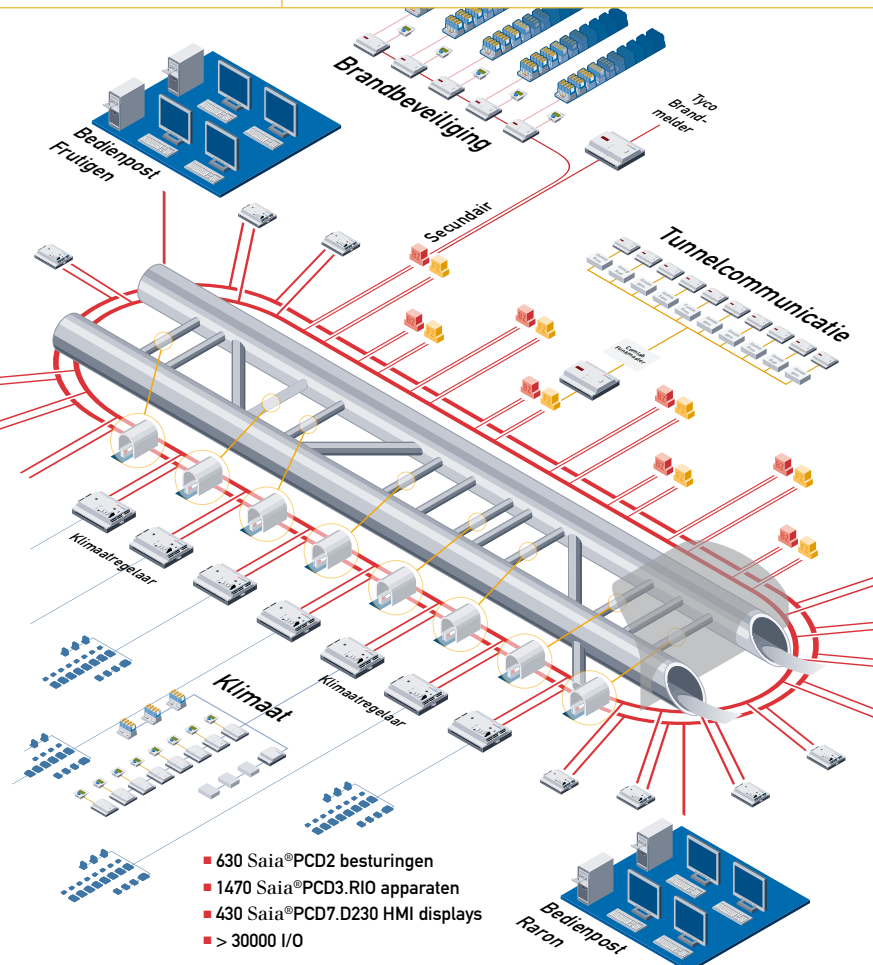 Brandbeveiliging
Tyco
Brand-
melder
Bedienpost
Frutigen
Secundair
Tunnelcommunicatie
Klimaatregelaar
Klimaatregelaar
Klimaat
630 Saia®PCD2 besturingen
1470 Saia®PCD3.RIO apparaten
430 Saia®PCD7.D230 HMI displays
> 30000 I/O
Bedienpost
Raron